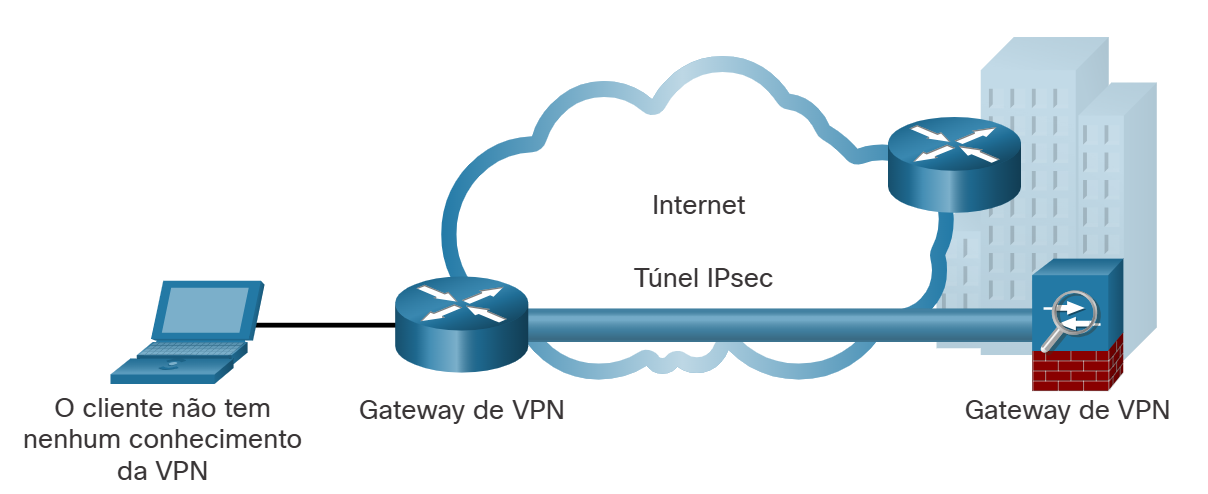 Internet
Túnel IPsec
O cliente não tem
nenhum conhecimento
da VPN
Gateway de VPN
Gateway de VPN